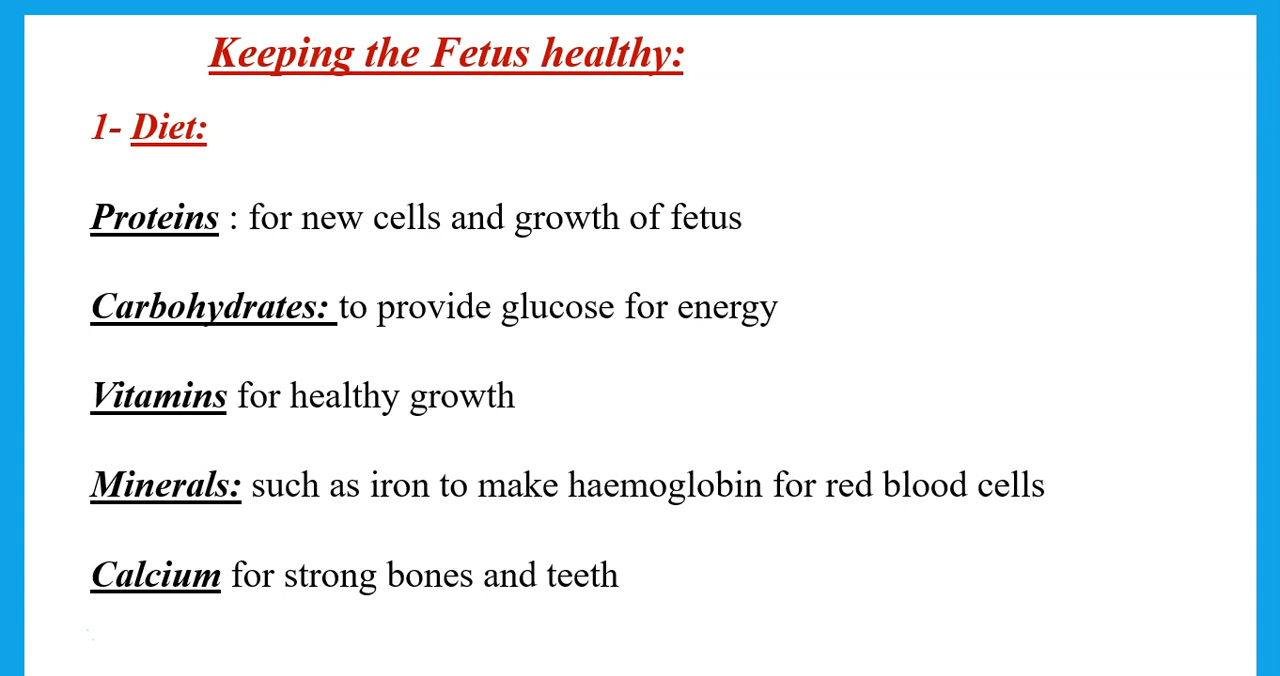 Keeping the Fetus healthy:
1- Diet:
Proteins : for new cells and growth of fetus
Carbohydrates: to provide glucose for energy
Vitamins for healthy growth
Minerals: such as iron to make haemoglobin for red blood cells
Calcium for strong bones and teeth